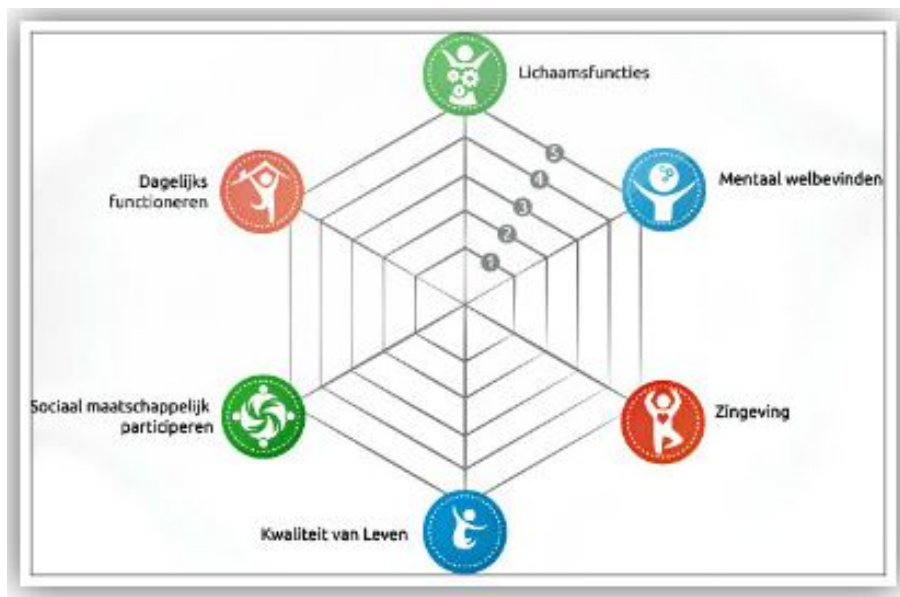 Lichaamsfuncties
5
Mentaal welbevinden
4
3
2
1
Dagelijks
functioneren
Sociaal maatschappelijk
participeren
Zingeving
Kwaliteit van Leven